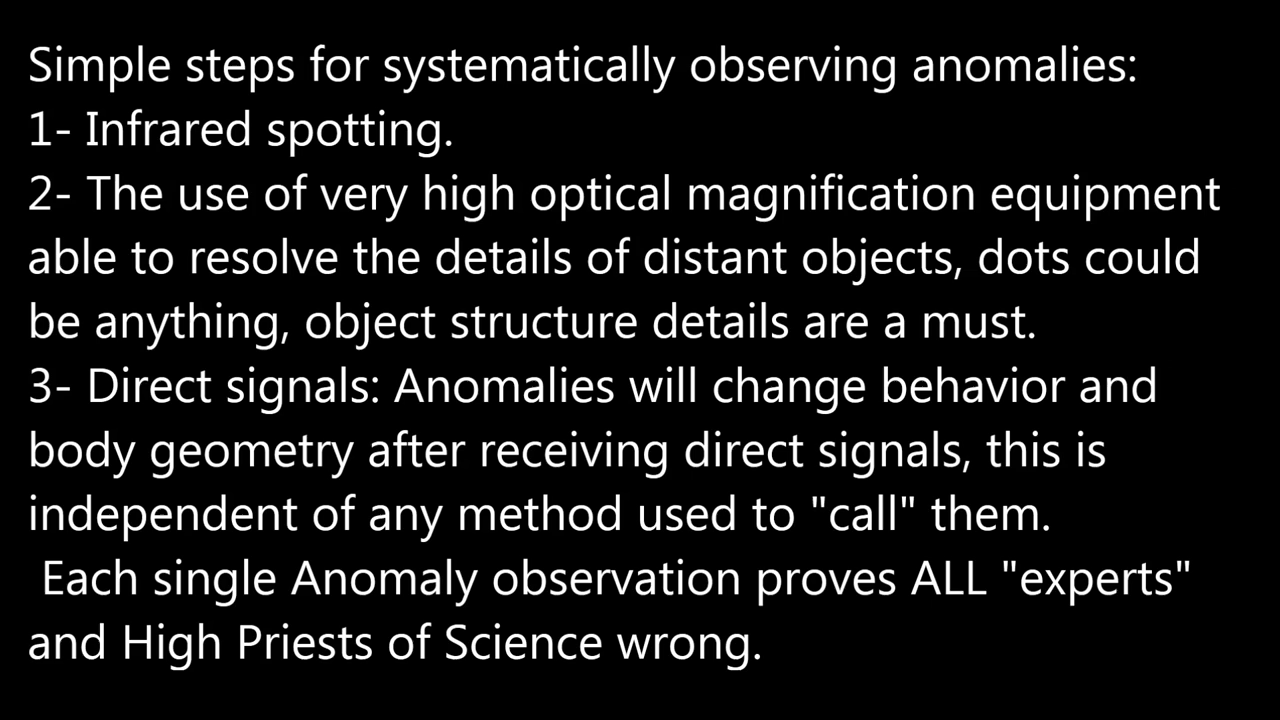 Simple steps for systematically observing anomalies:
1- Infrared spotting.
2- The use of very high optical magnification equipment
able to resolve the details of distant objects, dots could
be anything, object structure details are a must.
3- Direct signals: Anomalies will change behavior and
body geometry after receiving direct signals, this is
independent of any method used to "call" them.
Each single Anomaly observation proves ALL "experts"
and High Priests of Science wrong.